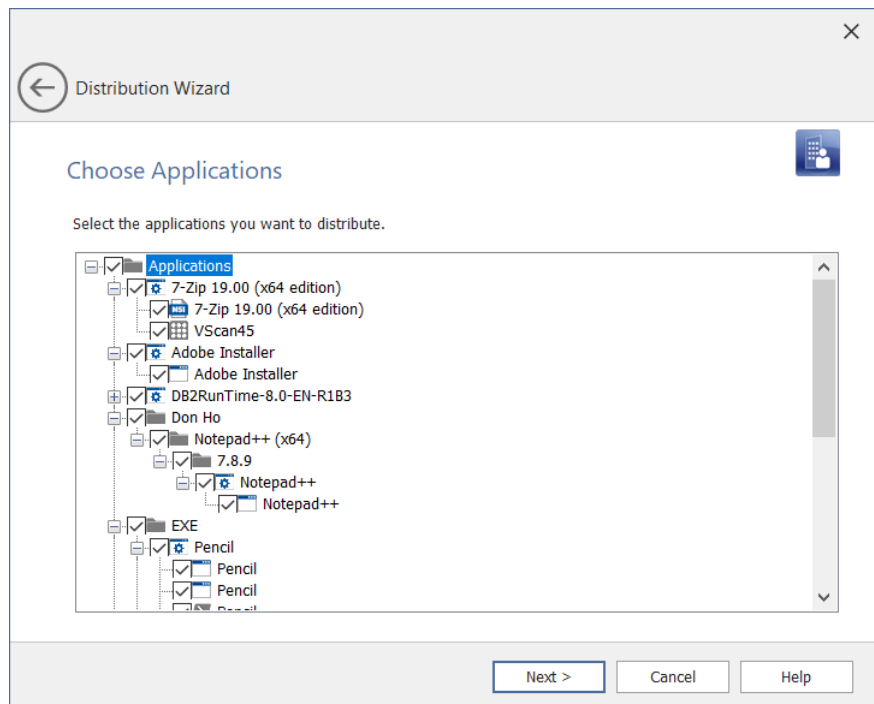 Distribution Wizard
Choose Applications
Select the applications you want to distribute.
Applications
7-Zip 19.00 (x64 edition)
MSI 7-Zip 19.00 (x64 edition)
VScan45
Adobe Installer
Adobe Installer
DB2RunTime-8.0-EN-R1B3
Don Ho
Notepad++ (x64)
7.8.9
Notepad++
Notepad++
EXE
Pencil
Pencil
Pencil
Next >
Cancel
Help